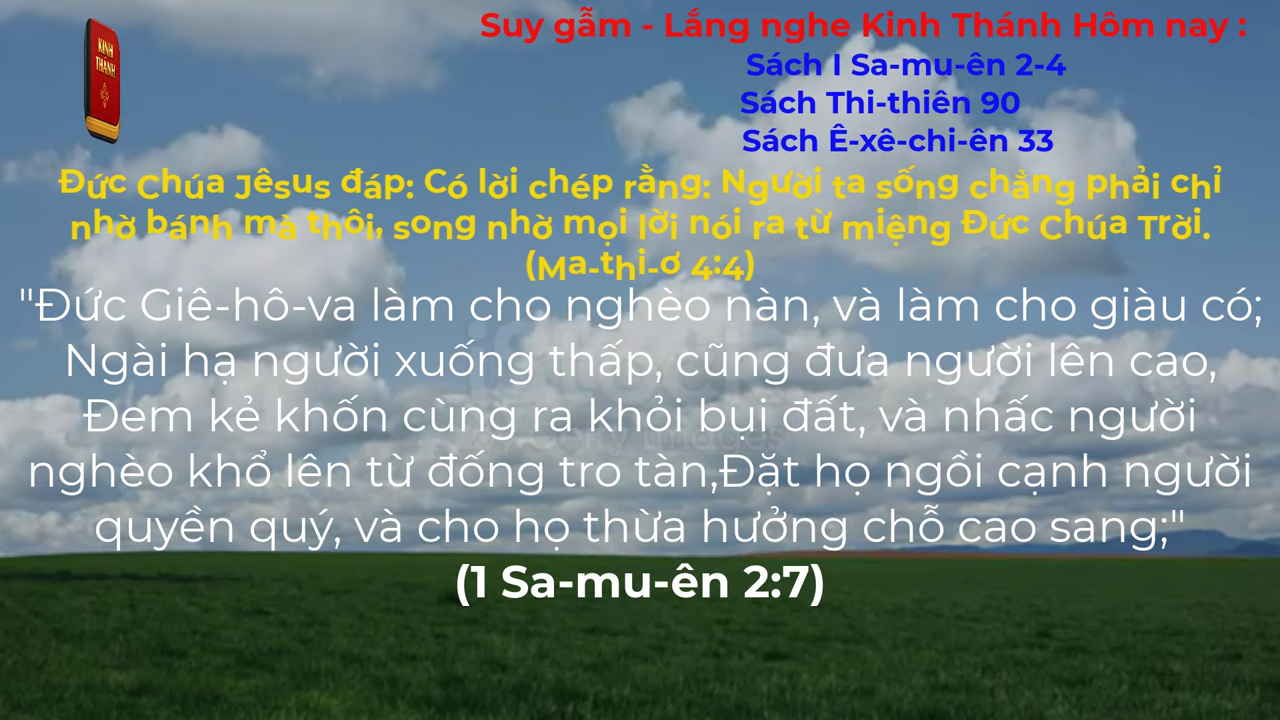 KINH
THÁNH
Suy gẫm - Lắng nghe Kinh Thánh Hôm nay :
Sách I Sa-mu-ên 2-4
Sách Thi-thiên 90
Sách Ê-xê-chi-ên 33
Đức Chúa Jêsus đáp: Có lời chép rằng: Người ta sống chẳng phải chỉ
nhờ bánh mà thôi, song nhờ mọi lời nói ra từ miệng Đức Chúa Trời.
(Ma-thi-ơ 4:4)
"Đức Giê-hô-va làm cho nghèo nàn, và làm cho giàu có;
Ngài hạ người xuống thấp, cũng đưa người lên cao,
Đem kẻ khốn cùng ra khỏi bụi đất, và nhấc người
nghèo khổ lên từ đống tro tàn,Đặt họ ngồi cạnh người
quyền quý, và cho họ thừa hưởng chỗ cao sang;"
(1 Sa-mu-ên 2:7)